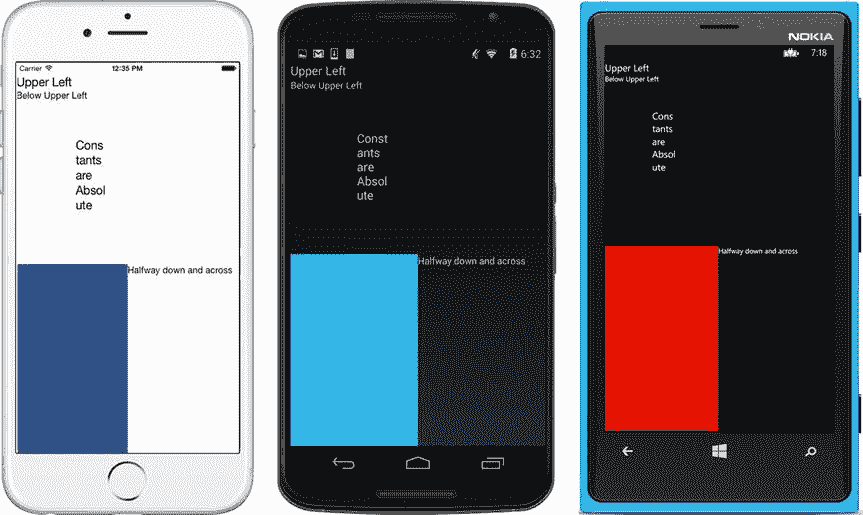 Carrier 12:35 PM
Upper Left
Below Upper Left
Cons
tants
are
Absol
ute
Halfway down and across
6:32
Upper Left
Below Upper Left
Const
ants
are
Absol
ute
Halfway down and across
NOKIA
7:18
Upper Left
Below Upper Left
Cons
tants
are
Absol
ute
Halfway down and across